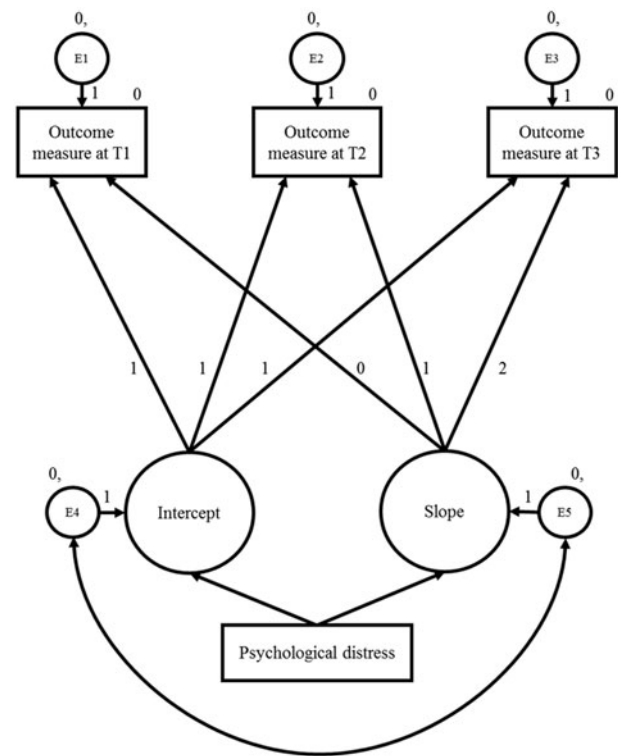 0, 0, 0,
E1 E2 E3
1 0 1 0 1 0
Outcome Outcome Outcome
measure at T1 measure at T2 measure at T3
1 1 1 0 1 2
0, 0,
E4 1 Intercept Slope 1 E5
Psychological distress